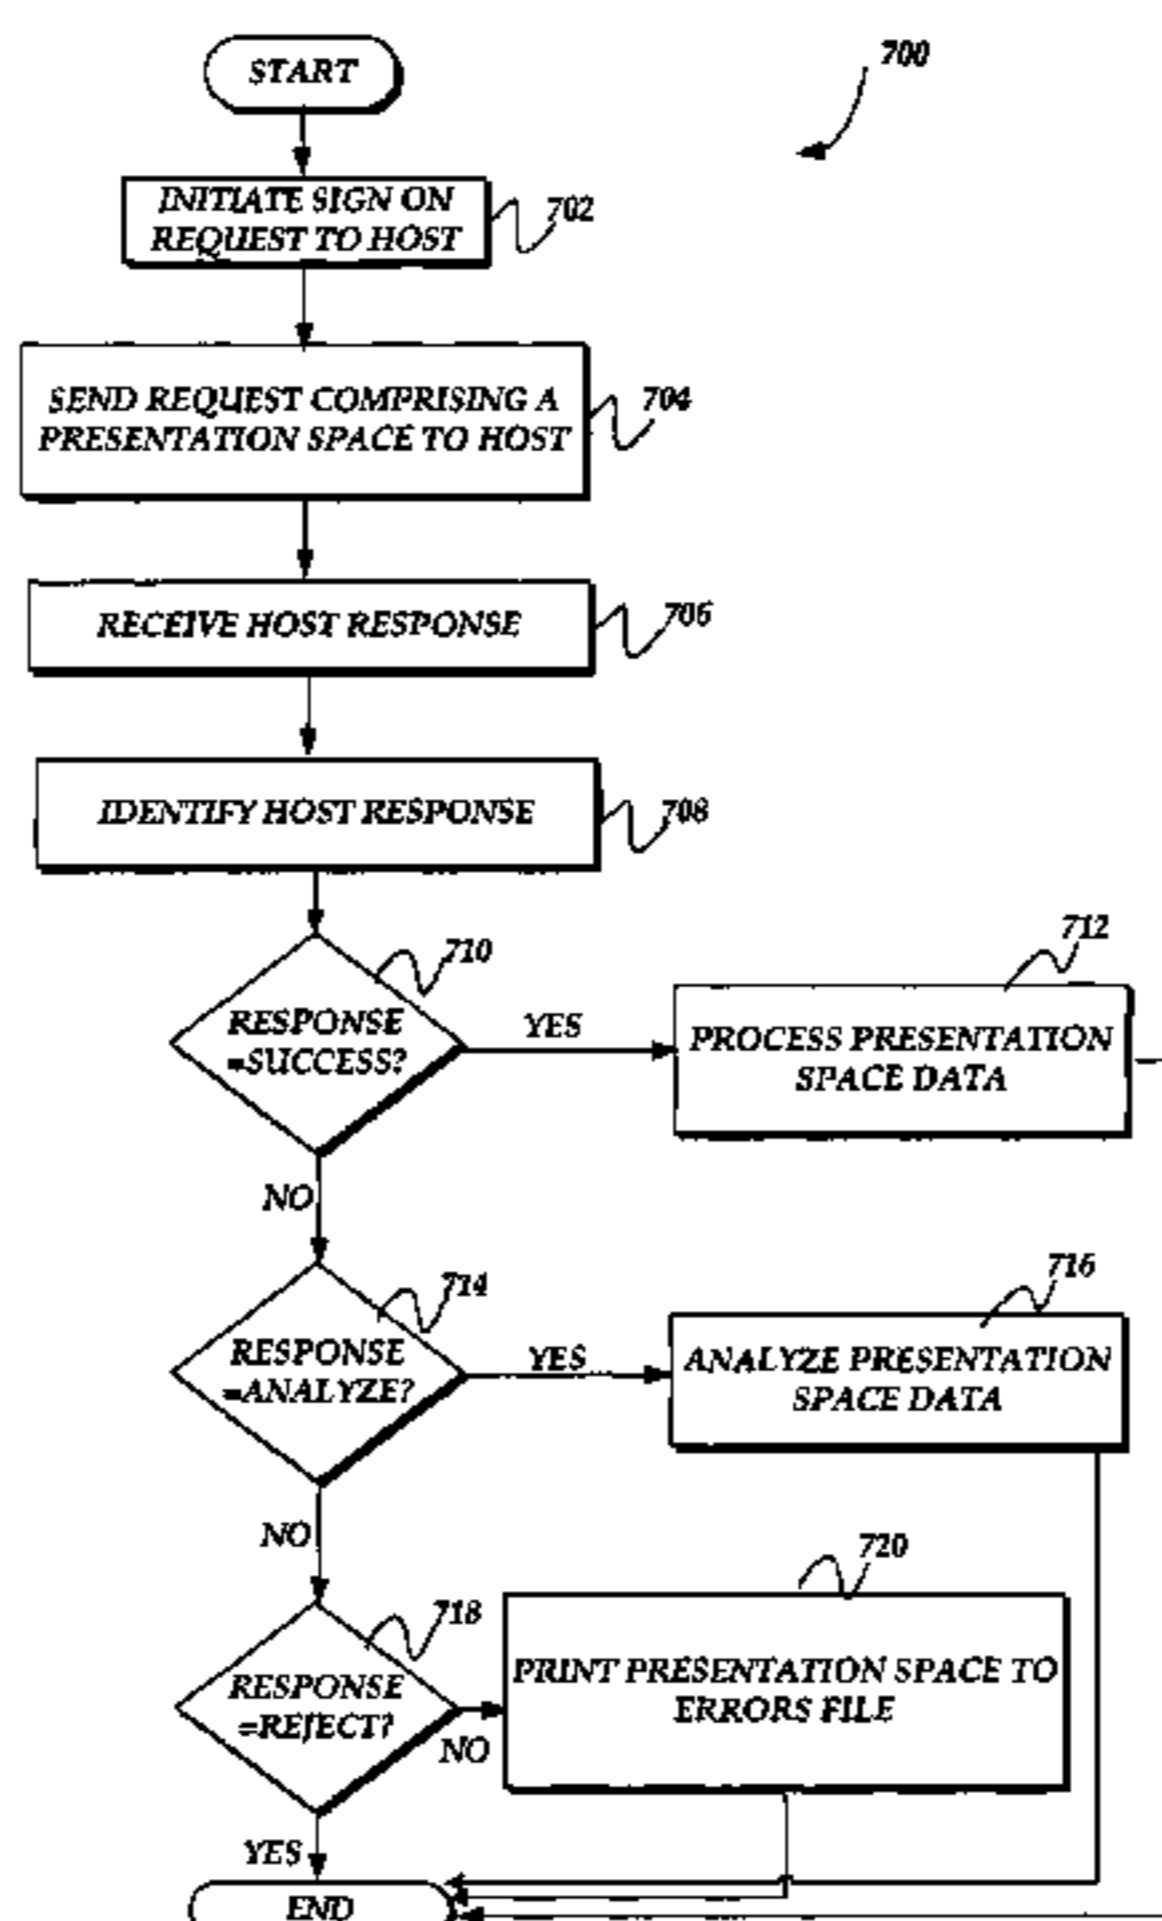 START
700
INITIATE SIGN ON
REQUEST TO HOST
702
SEND REQUEST COMPRISING A
PRESENTATION SPACE TO HOST
704
RECEIVE HOST RESPONSE
706
IDENTIFY HOST RESPONSE
708
710
RESPONSE
=SUCCESS?
YES
712
PROCESS PRESENTATION
SPACE DATA
NO
714
RESPONSE
=ANALYZE?
YES
716
ANALYZE PRESENTATION
SPACE DATA
NO
718
RESPONSE
=REJECT?
NO
720
PRINT PRESENTATION SPACE TO
ERRORS FILE
YES
END